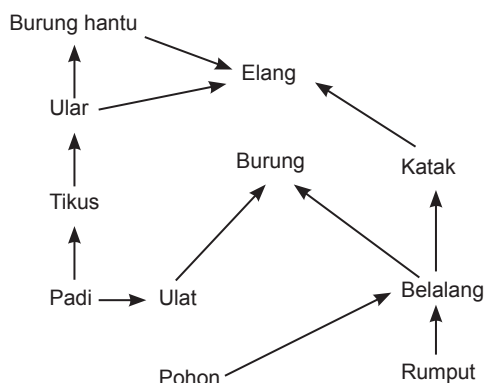 Burung hantu
Elang
Ular
Burung
Katak
Tikus
Padi
Ulat
Belalang
Pohon
Rumput